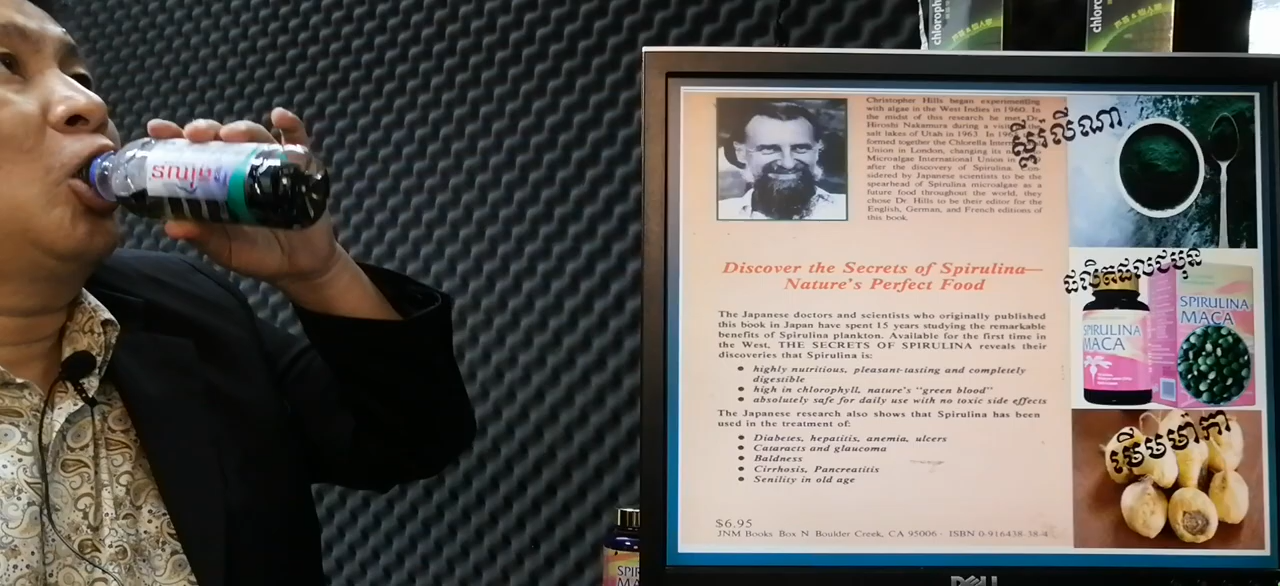 chloroph
chloroph
Christopher Hills began experimenting
with algae in the West Indies in 1960. In
the midst of this research he met Dr.
Hiroshi Nakamura during a visit
salt lakes of Utah in 1963. In
formed together the Chlorella
Union in London, changing its
Microalgae International Union in
after the discovery of Spirulina. Con-
sidered by Japanese scientists to be the
spearhead of Spirulina microalgae as a
future food throughout the world, they
chose Dr. Hills to be their editor for the
English, German, and French editions of
this book.
Discover the Secrets of Spirulina—
Nature's Perfect Food
The Japanese doctors and scientists who originally published
this book in Japan have spent 15 years studying the remarkable
benefits of Spirulina plankton. Available for the first time in
the West, THE SECRETS OF SPIRULINA reveals their
discoveries that Spirulina is:
• highly nutritious, pleasant-tasting and completely
digestible
• high in chlorophyll, nature's "green blood"
• absolutely safe for daily use with no toxic side effects
The Japanese research also shows that Spirulina has been
used in the treatment of:
• Diabetes, hepatitis, anemia, ulcers
• Cataracts and glaucoma
• Baldness
• Cirrhosis, Pancreatitis
• Senility in old age
$6.95
JNM Books Box N Boulder Creek, CA 95006 · ISBN 0-916438-38-4
ស្ពីរូលីណា
ផលិតផលជប៉ុន
SPIRULINA
MACA
SPIRULINA
MACA
មើមម៉ាកា
DELL